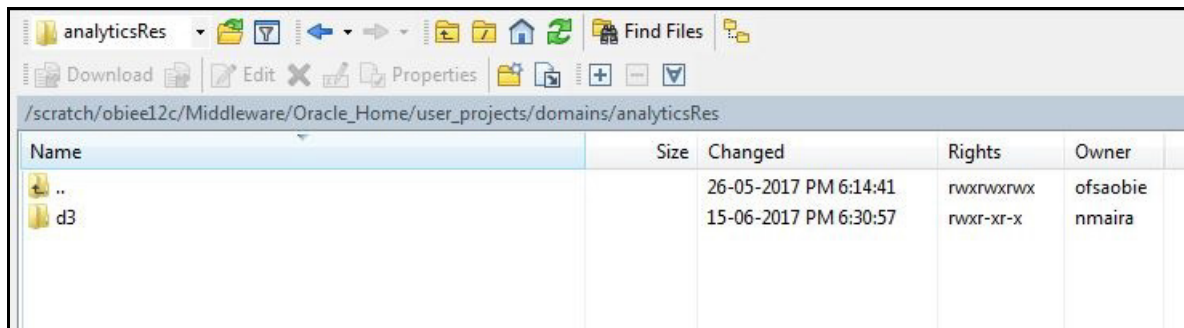 analyticsRes Find Files
Download Edit Properties
/scratch/obiee12c/Middleware/Oracle_Home/user_projects/domains/analyticsRes
Name Size Changed Rights Owner
.. 26-05-2017 PM 6:14:41 rwxrwxrwx ofsaobie
d3 15-06-2017 PM 6:30:57 rwxr-xr-x nmaira